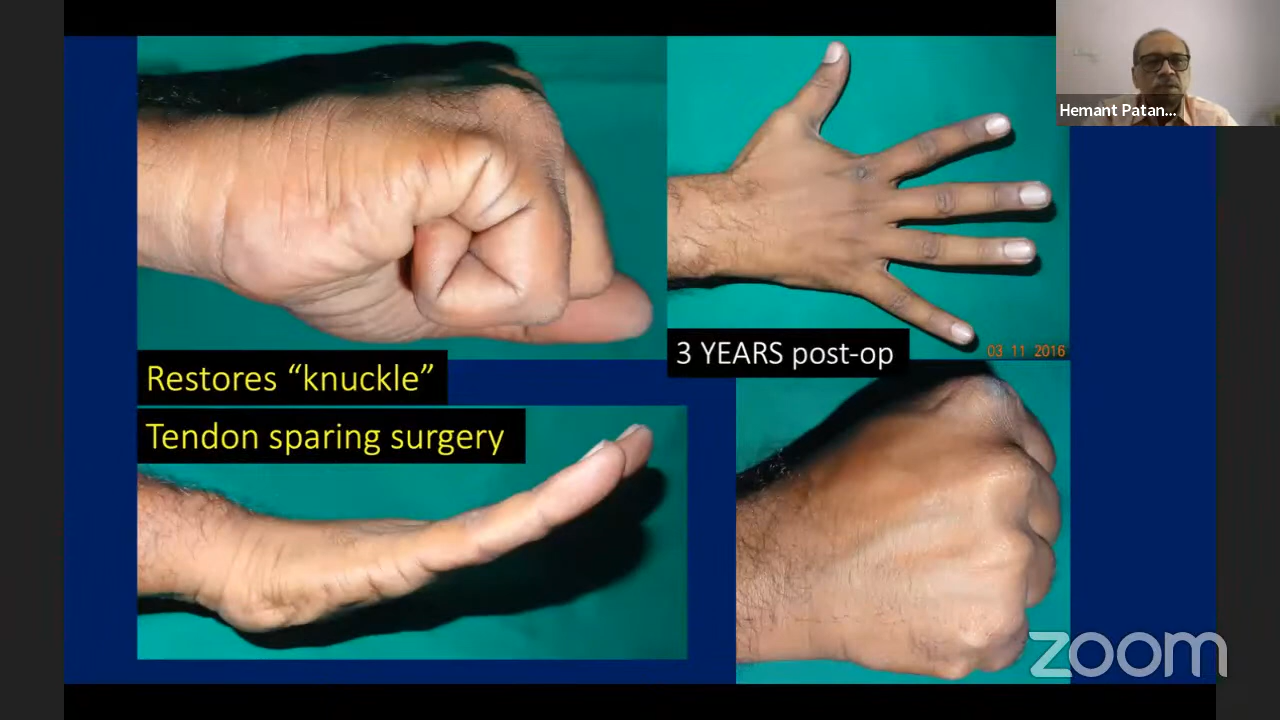 Hemant Patan...
3 YEARS post-op
03 11 2016
Restores “knuckle”
Tendon sparing surgery
zoom